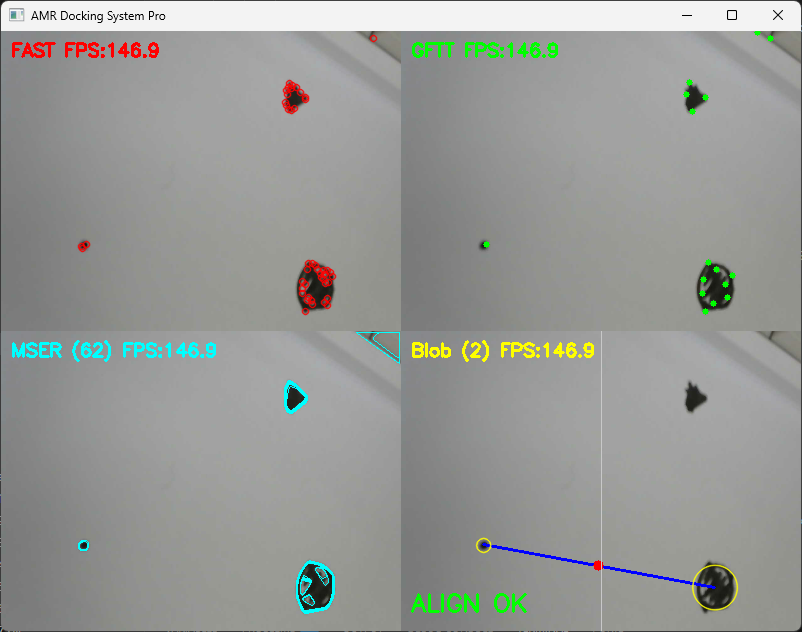 AMR Docking System Pro
FAST FPS:146.9
GFTT FPS:146.9
MSER (62) FPS:146.9
Blob (2) FPS:146.9
ALIGN OK